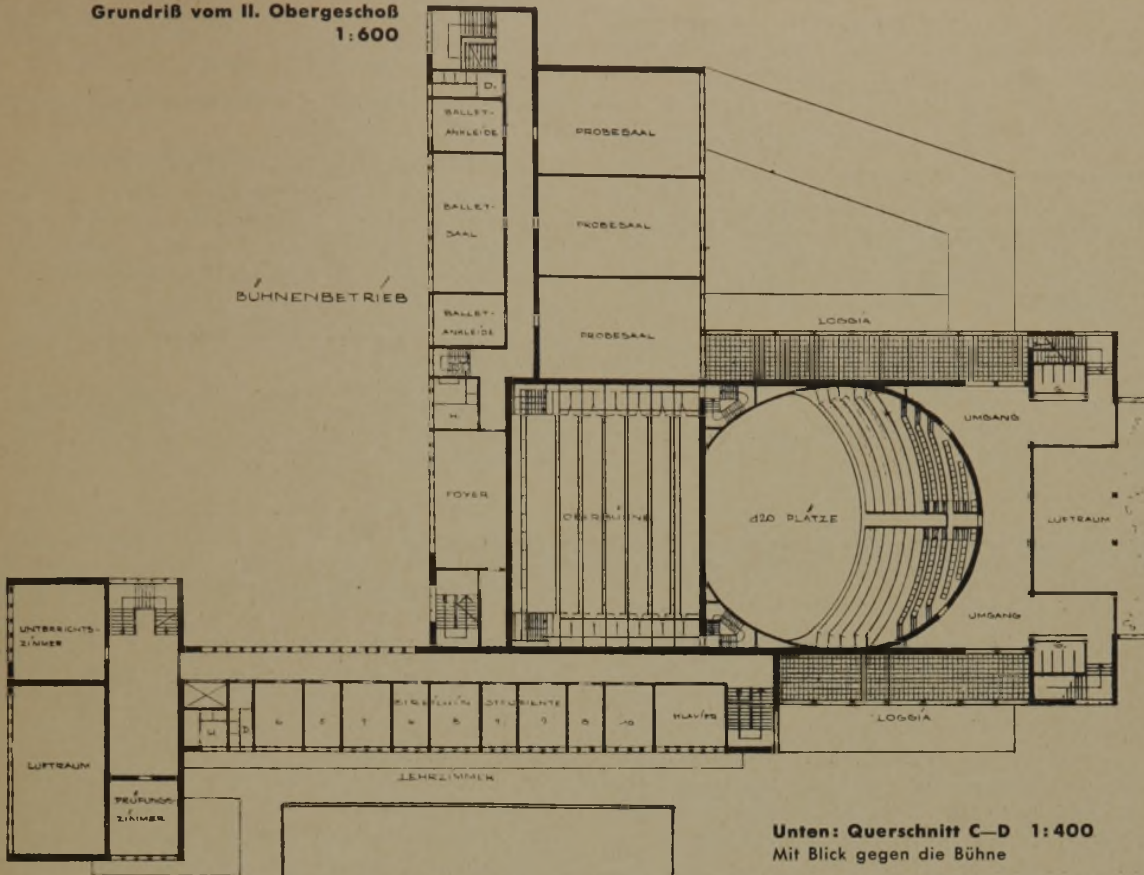 Grundriß vom II. Obergeschoß
1:600
D.
BALLET-
ANKLEIDE
PROBESAAL
BALLET-
SAAL
PROBESAAL
BÜHNENBETRIEB
BALLET-
ANKLEIDE
PROBESAAL
LOGGIA
H.
UMGANG
FOYER
OBERBÜHNE
PLÄTZE
LUFTRAUM
UMGANG
UNTERRICHTS-
ZIMMER
KLAVIER
LOGGIA
LUFTRAUM
LEHRZIMMER
PRÜFUNGS-
ZIMMER
Unten: Querschnitt C—D 1:400
Mit Blick gegen die Bühne